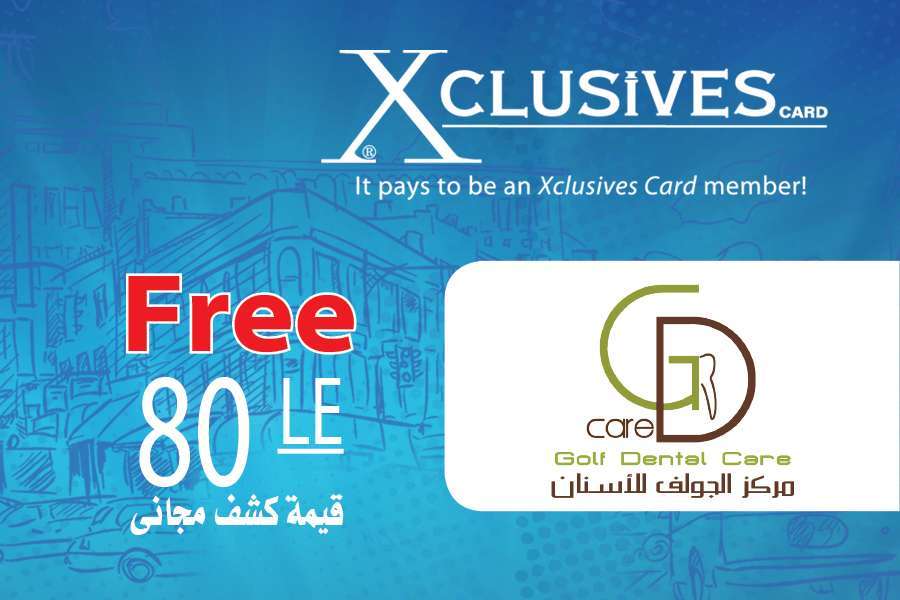 XCLUSiVES CARD
®
It pays to be an Xclusives Card member!
Free
80 LE
قيمة كشف مجانى
GD
care
Golf Dental Care
مركز الجولف للأسنان